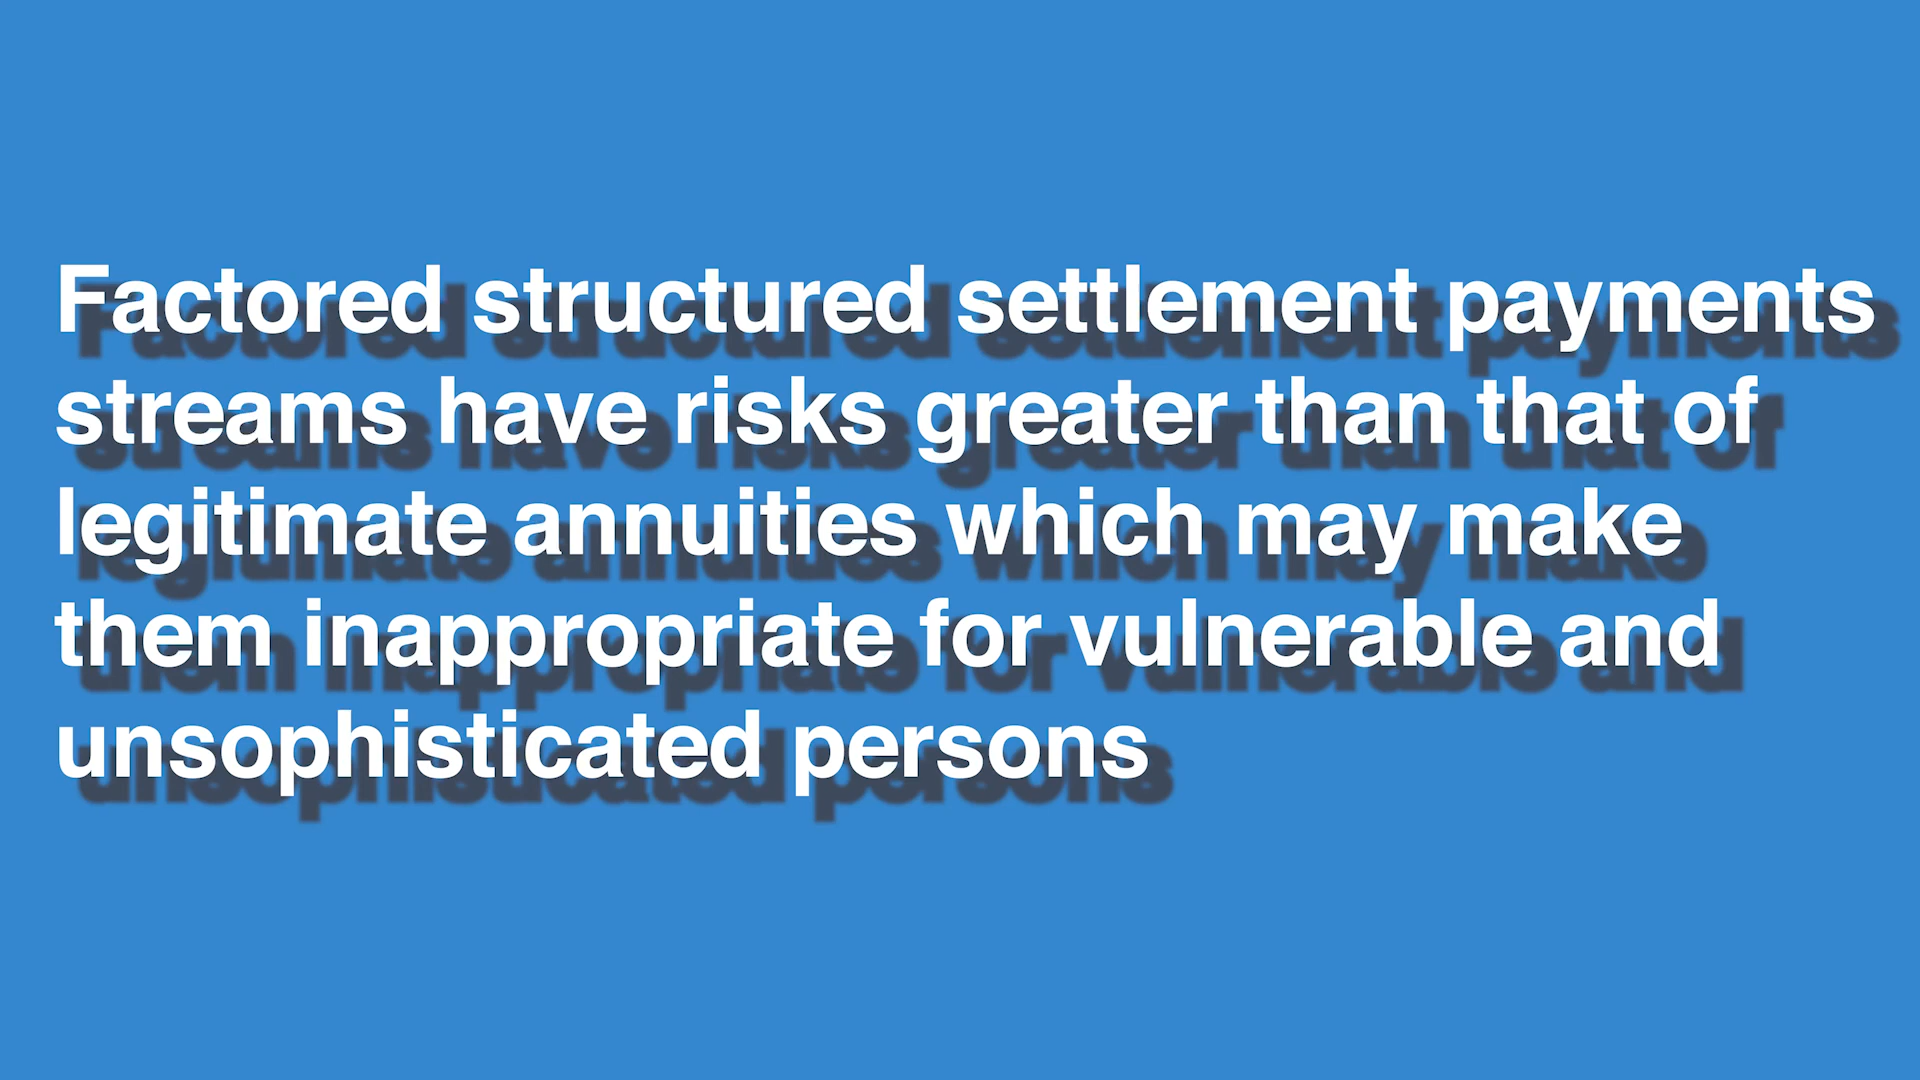 Factored structured settlement payments
streams have risks greater than that of
legitimate annuities which may make
them inappropriate for vulnerable and
unsophisticated persons